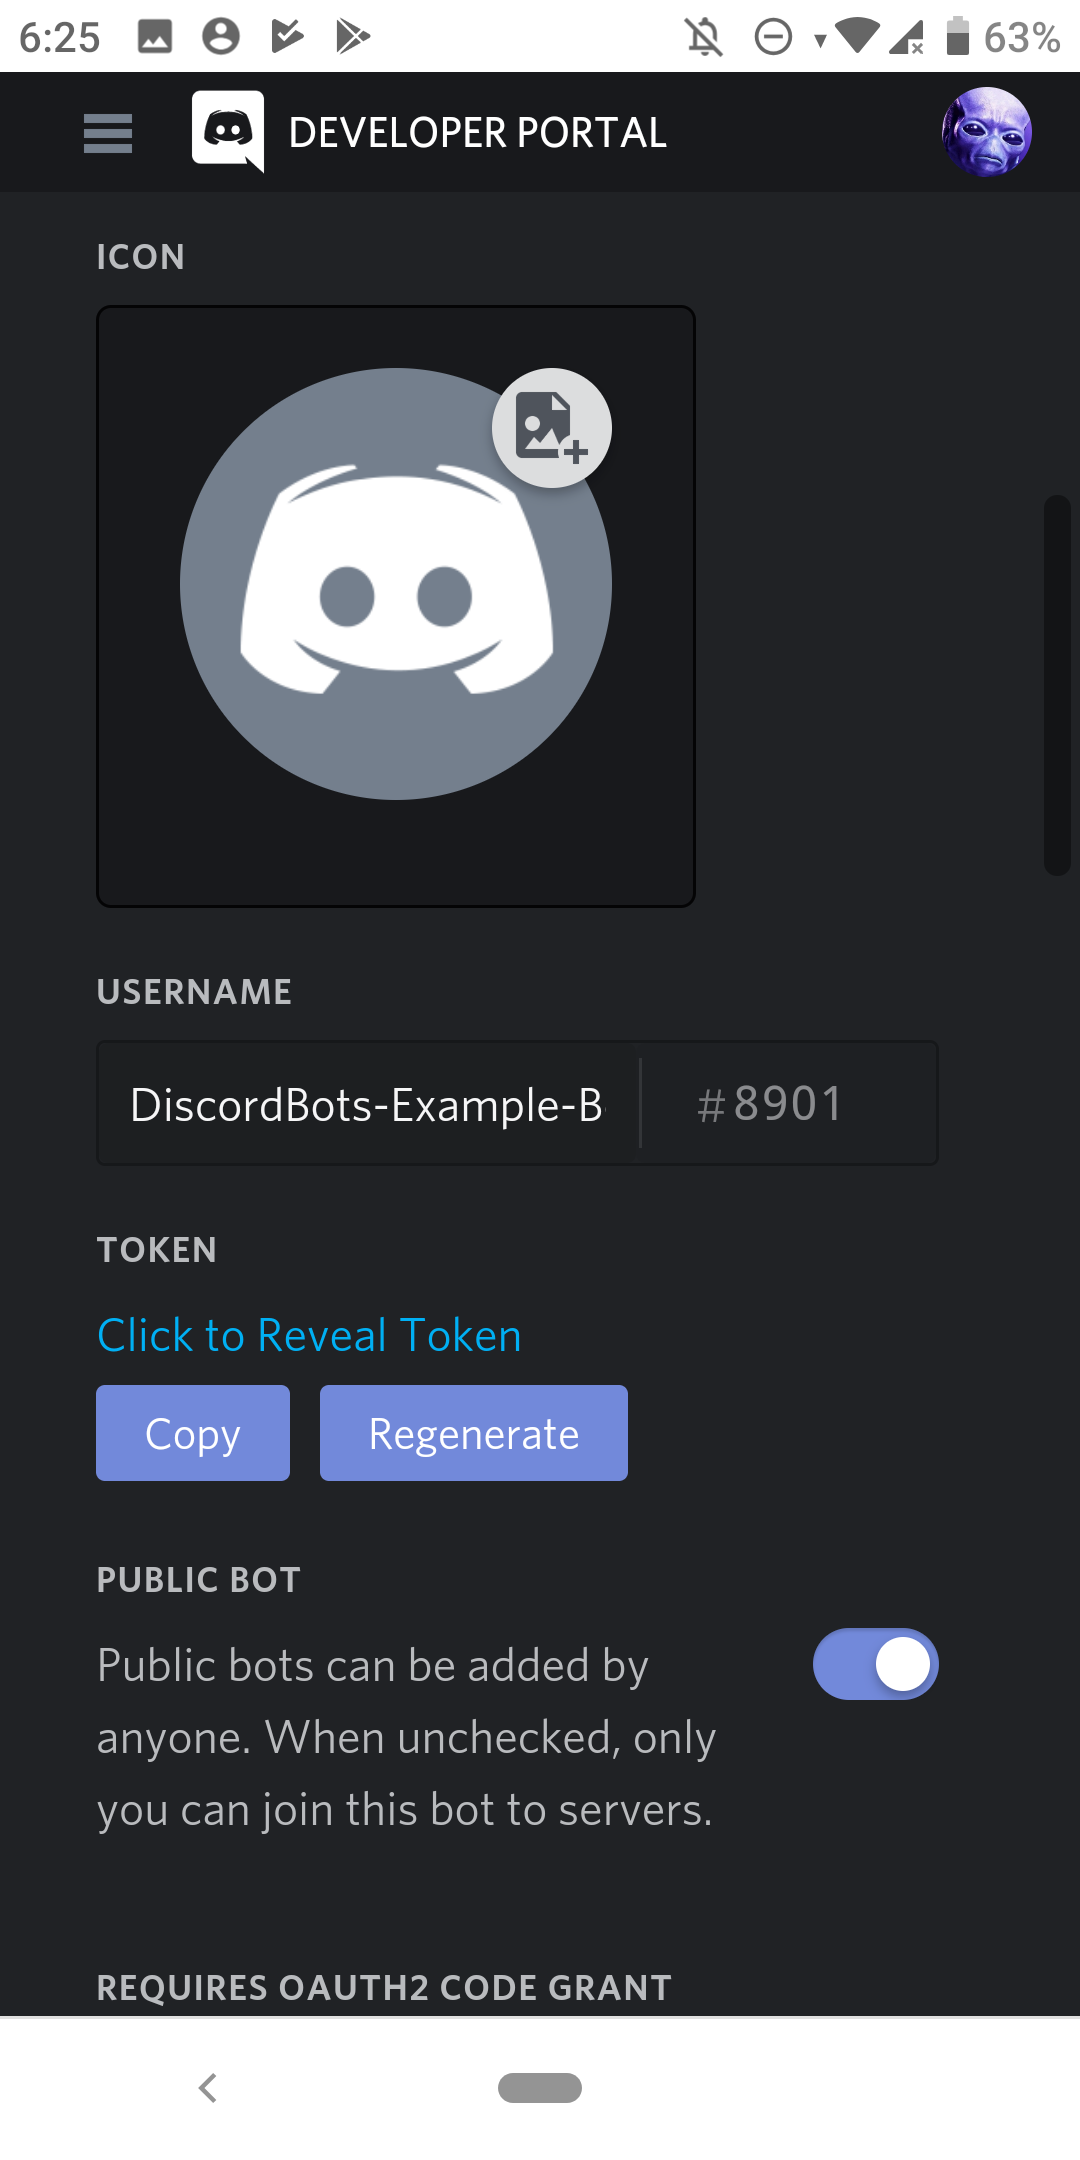 6:25
63%
DEVELOPER PORTAL
ICON
USERNAME
DiscordBots-Example-B
#8901
TOKEN
Click to Reveal Token
Copy Regenerate
PUBLIC BOT
Public bots can be added by
anyone. When unchecked, only
you can join this bot to servers.
REQUIRES OAUTH2 CODE GRANT